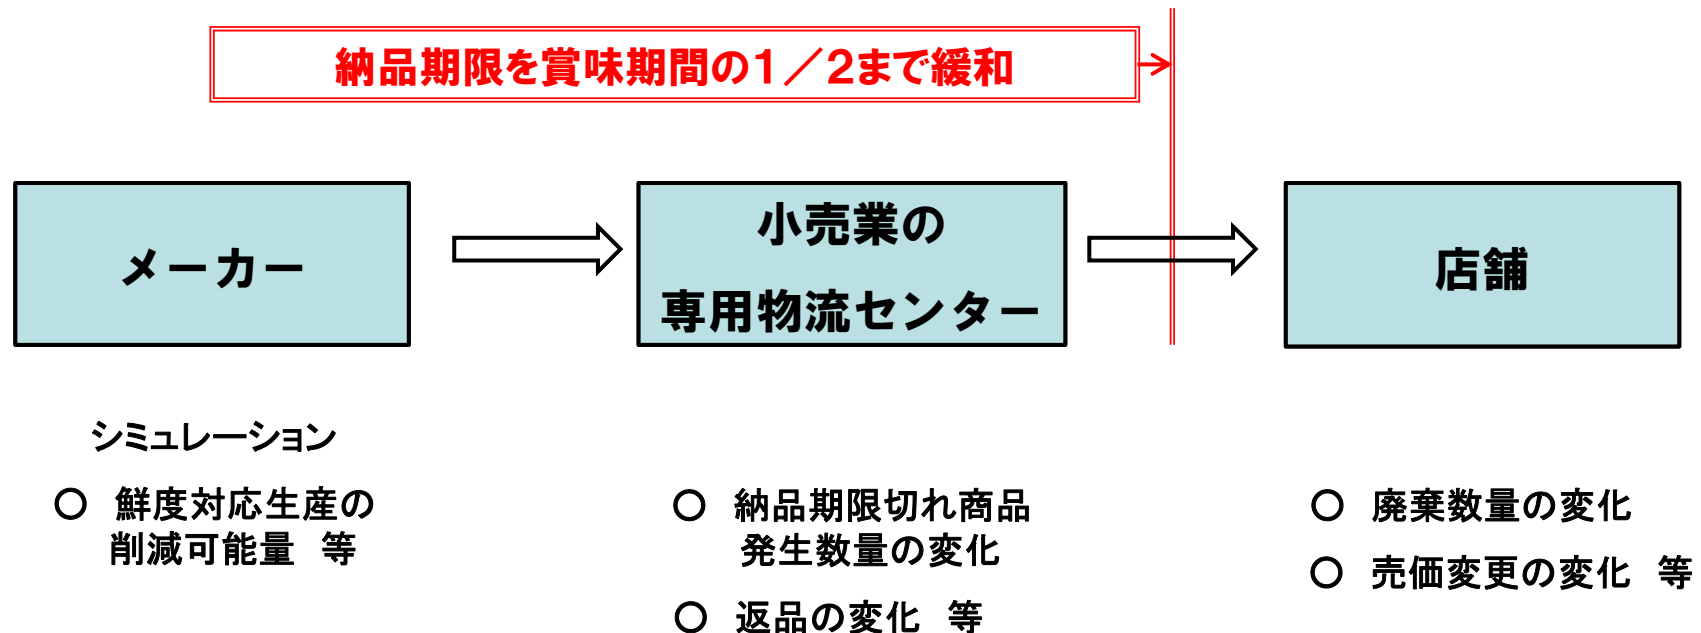 納品期限を賞味期間の1／2まで緩和
メーカー
小売業の
専用物流センター
店舗
シミュレーション
○ 鮮度対応生産の
削減可能量 等
○ 納品期限切れ商品
発生数量の変化
○ 返品の変化 等
○ 廃棄数量の変化
○ 売価変更の変化 等